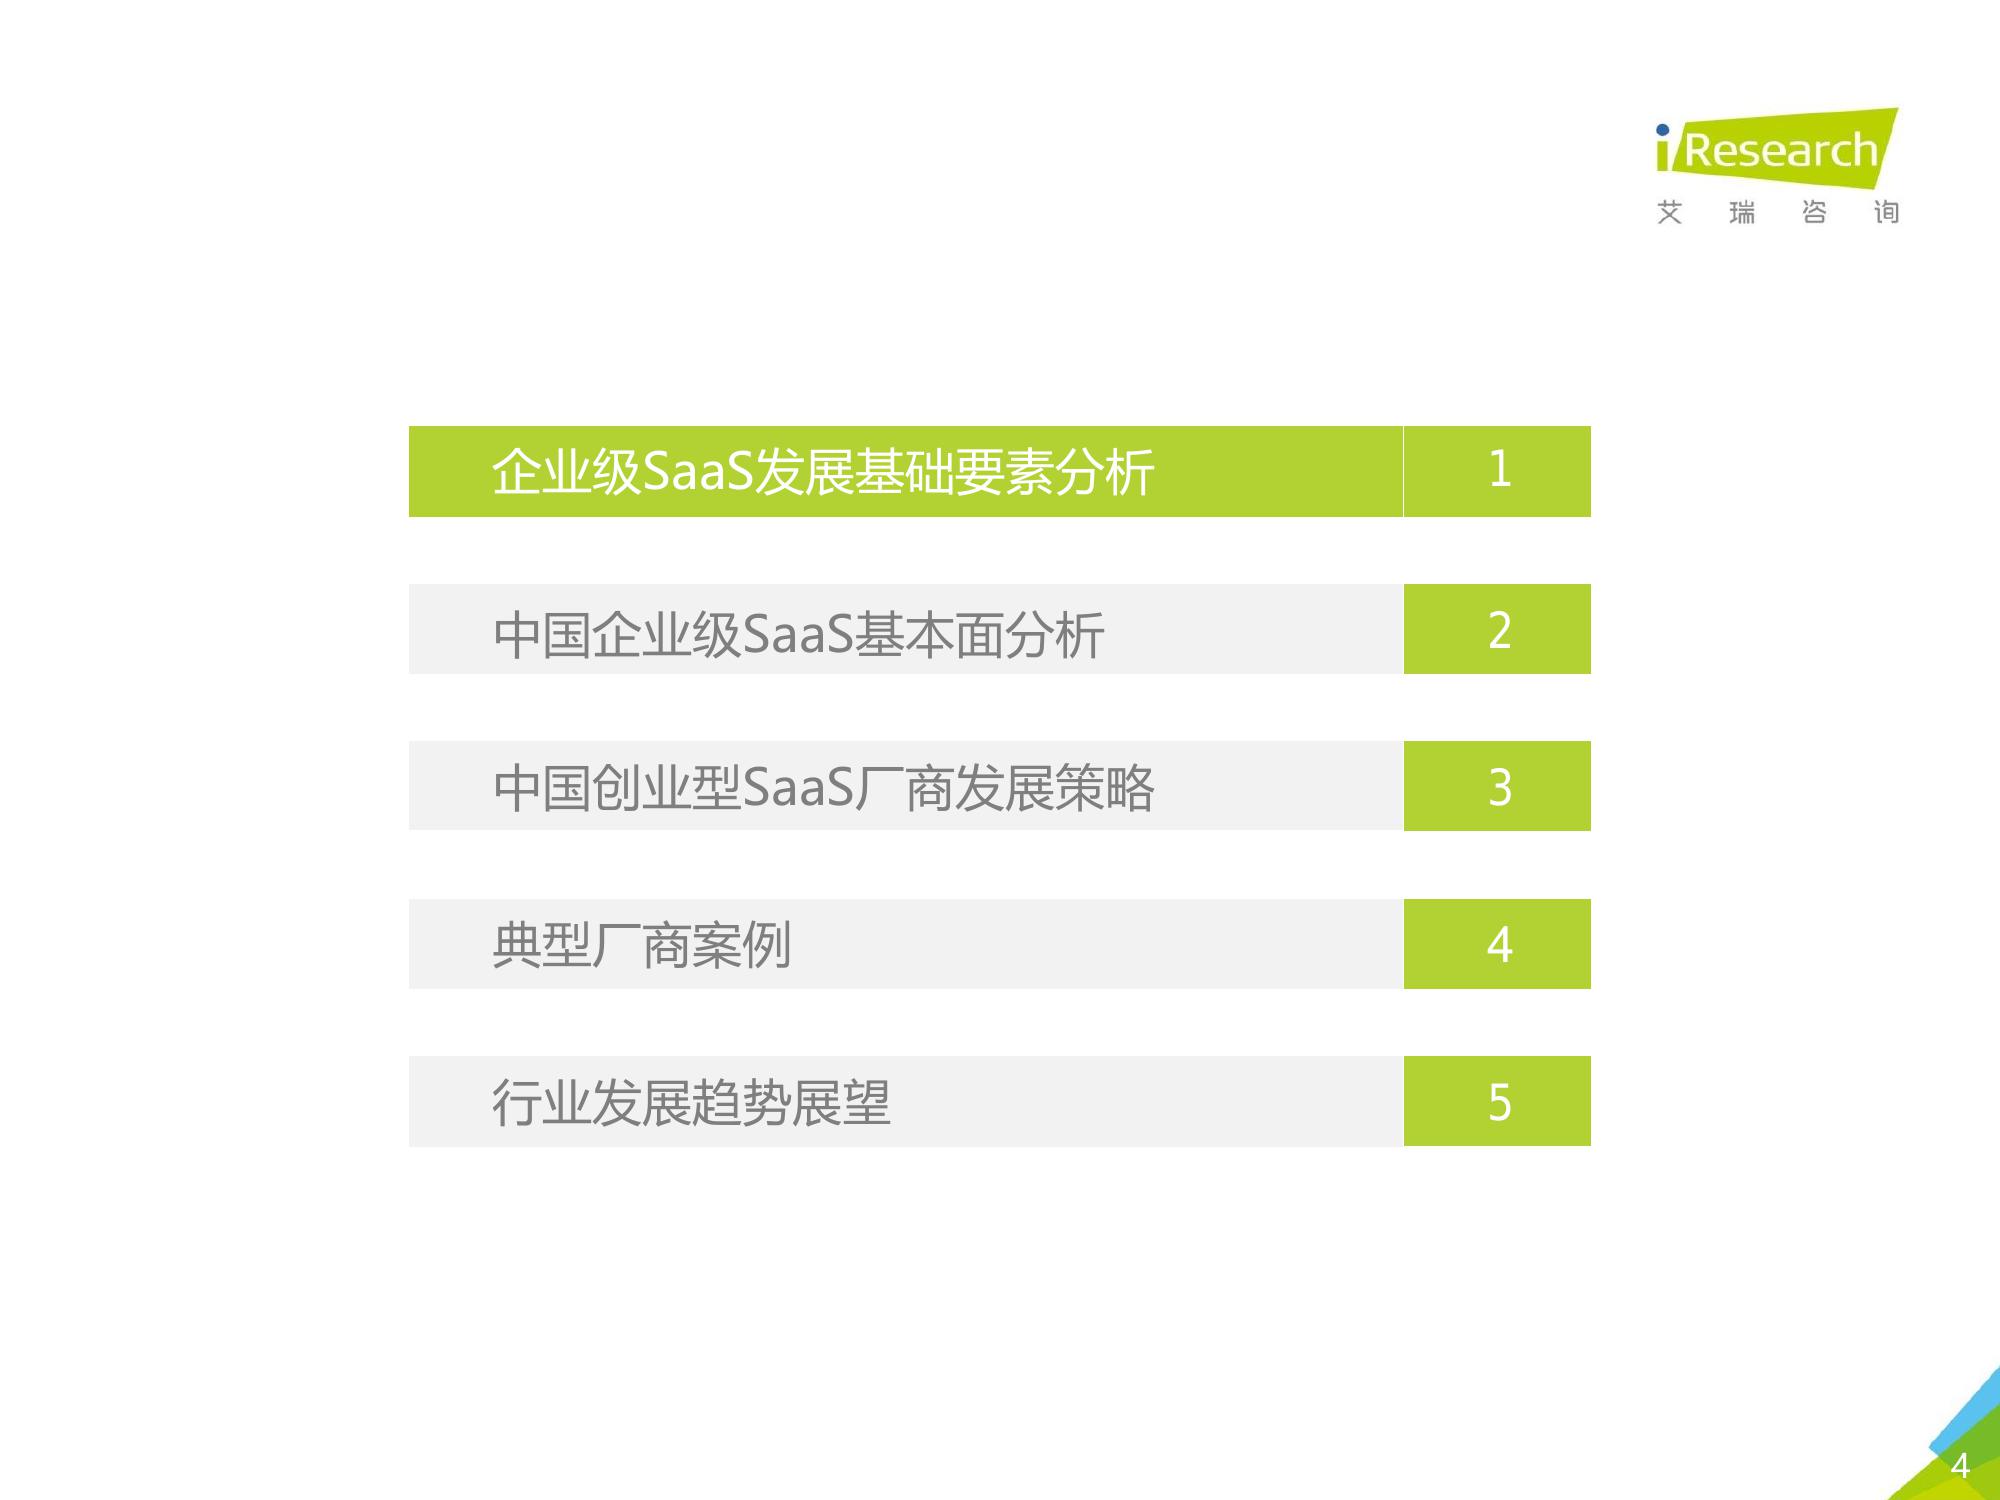 iResearch
艾瑞咨询
企业级SaaS发展基础要素分析 1
中国企业级SaaS基本面分析 2
中国创业型SaaS厂商发展策略 3
典型厂商案例 4
行业发展趋势展望 5
4